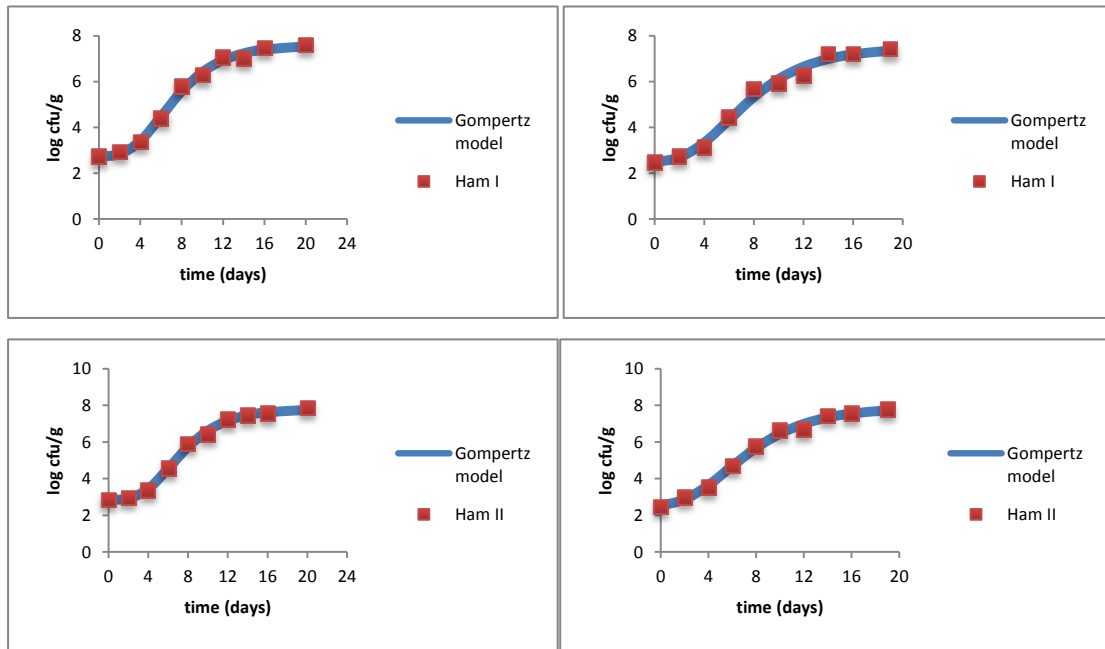 8
6
4
2
0
log cfu/g
0 4 8 12 16 20 24
time (days)
Gompertz
model
Ham I
8
6
4
2
0
log cfu/g
0 4 8 12 16 20
time (days)
Gompertz
model
Ham I
10
8
6
4
2
0
log cfu/g
0 4 8 12 16 20 24
time (days)
Gompertz
model
Ham II
10
8
6
4
2
0
log cfu/g
0 4 8 12 16 20
time (days)
Gompertz
model
Ham II